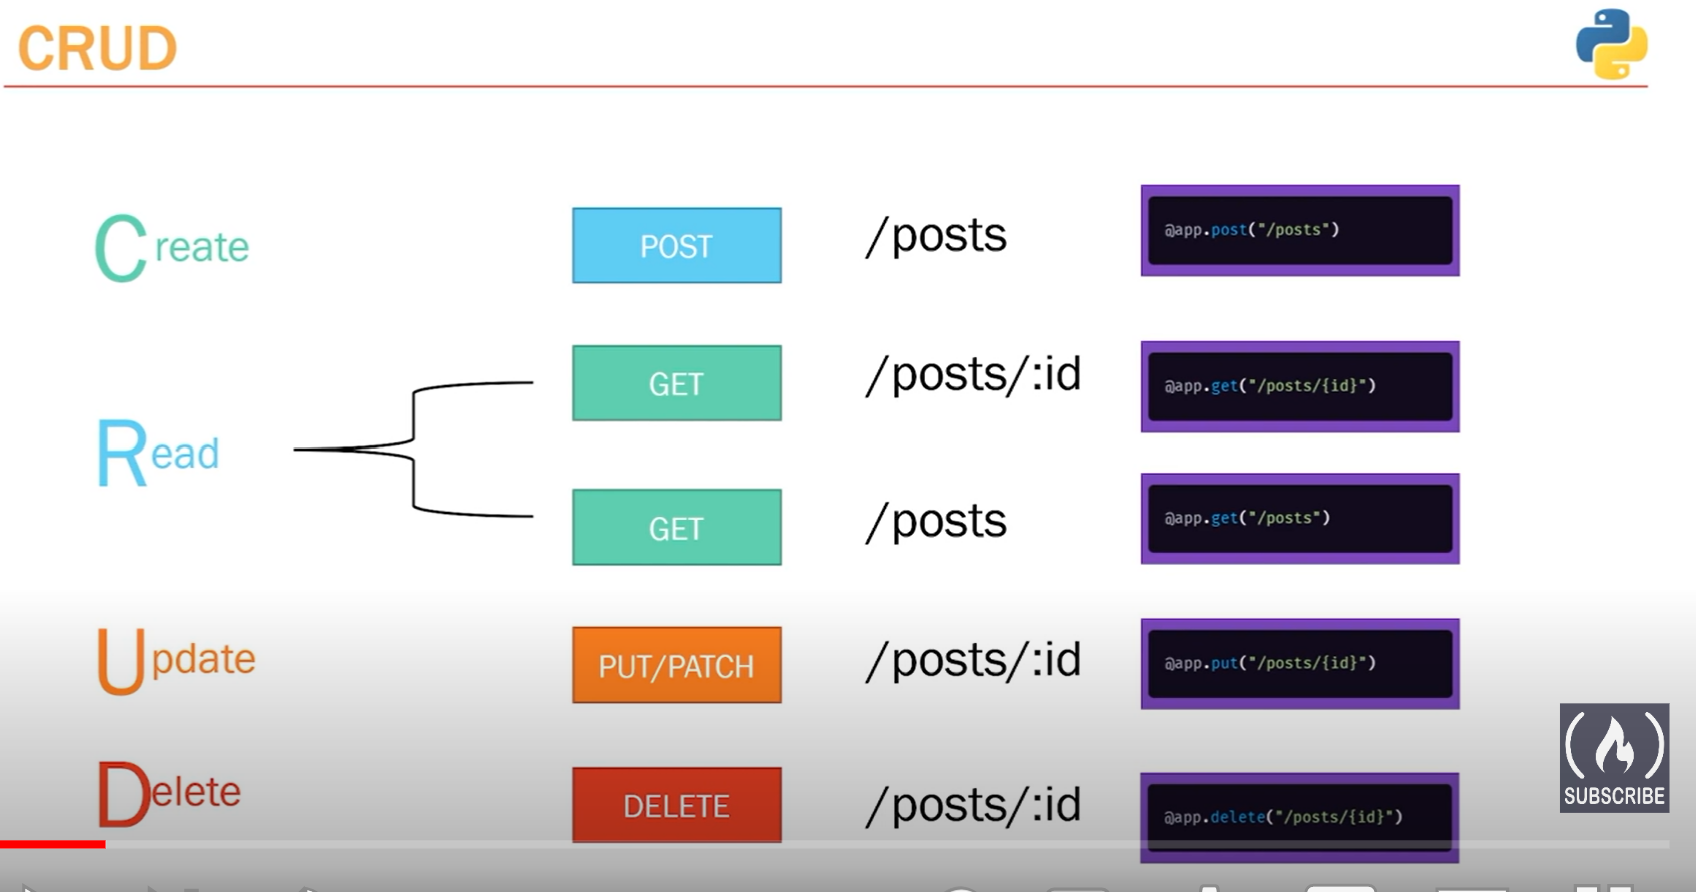 CRUD
Create POST /posts @app.post("/posts")
GET /posts/:id @app.get("/posts/{id}")
Read
GET /posts @app.get("/posts")
Update PUT/PATCH /posts/:id @app.put("/posts/{id}")
Delete DELETE /posts/:id @app.delete("/posts/{id}")
SUBSCRIBE